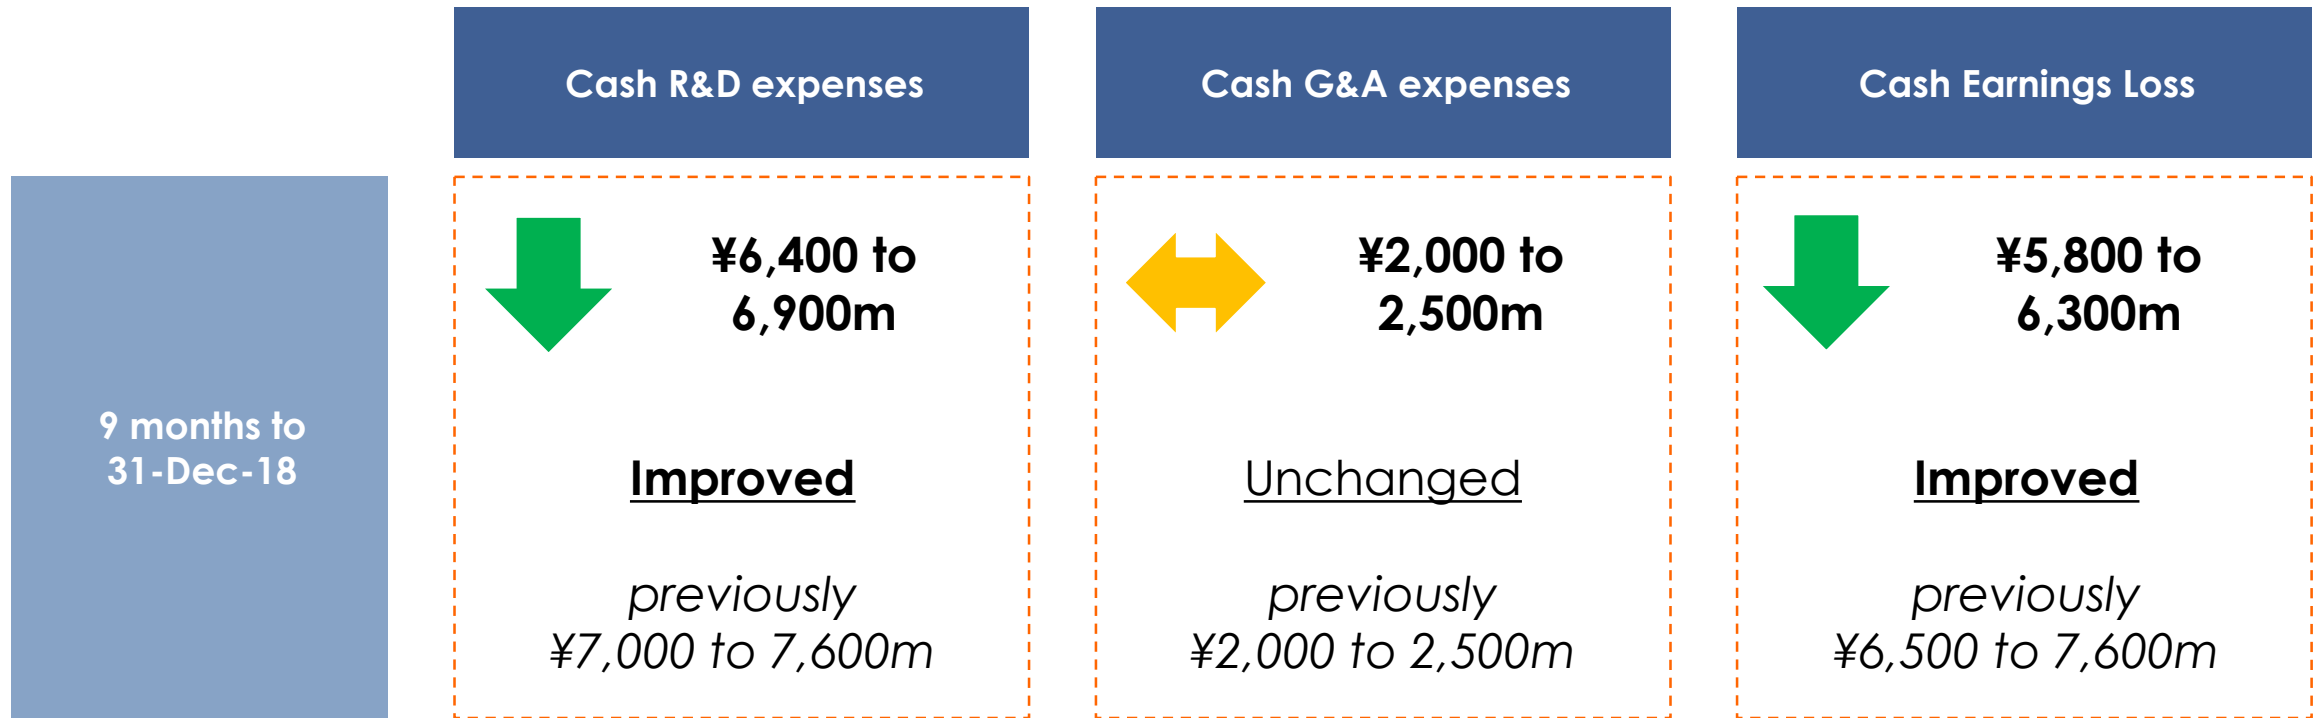 Cash R&D expenses
Cash G&A expenses
Cash Earnings Loss
9 months to
31-Dec-18
¥6,400 to
6,900m
Improved
previously
¥7,000 to 7,600m
¥2,000 to
2,500m
Unchanged
previously
¥2,000 to 2,500m
¥5,800 to
6,300m
Improved
previously
¥6,500 to 7,600m